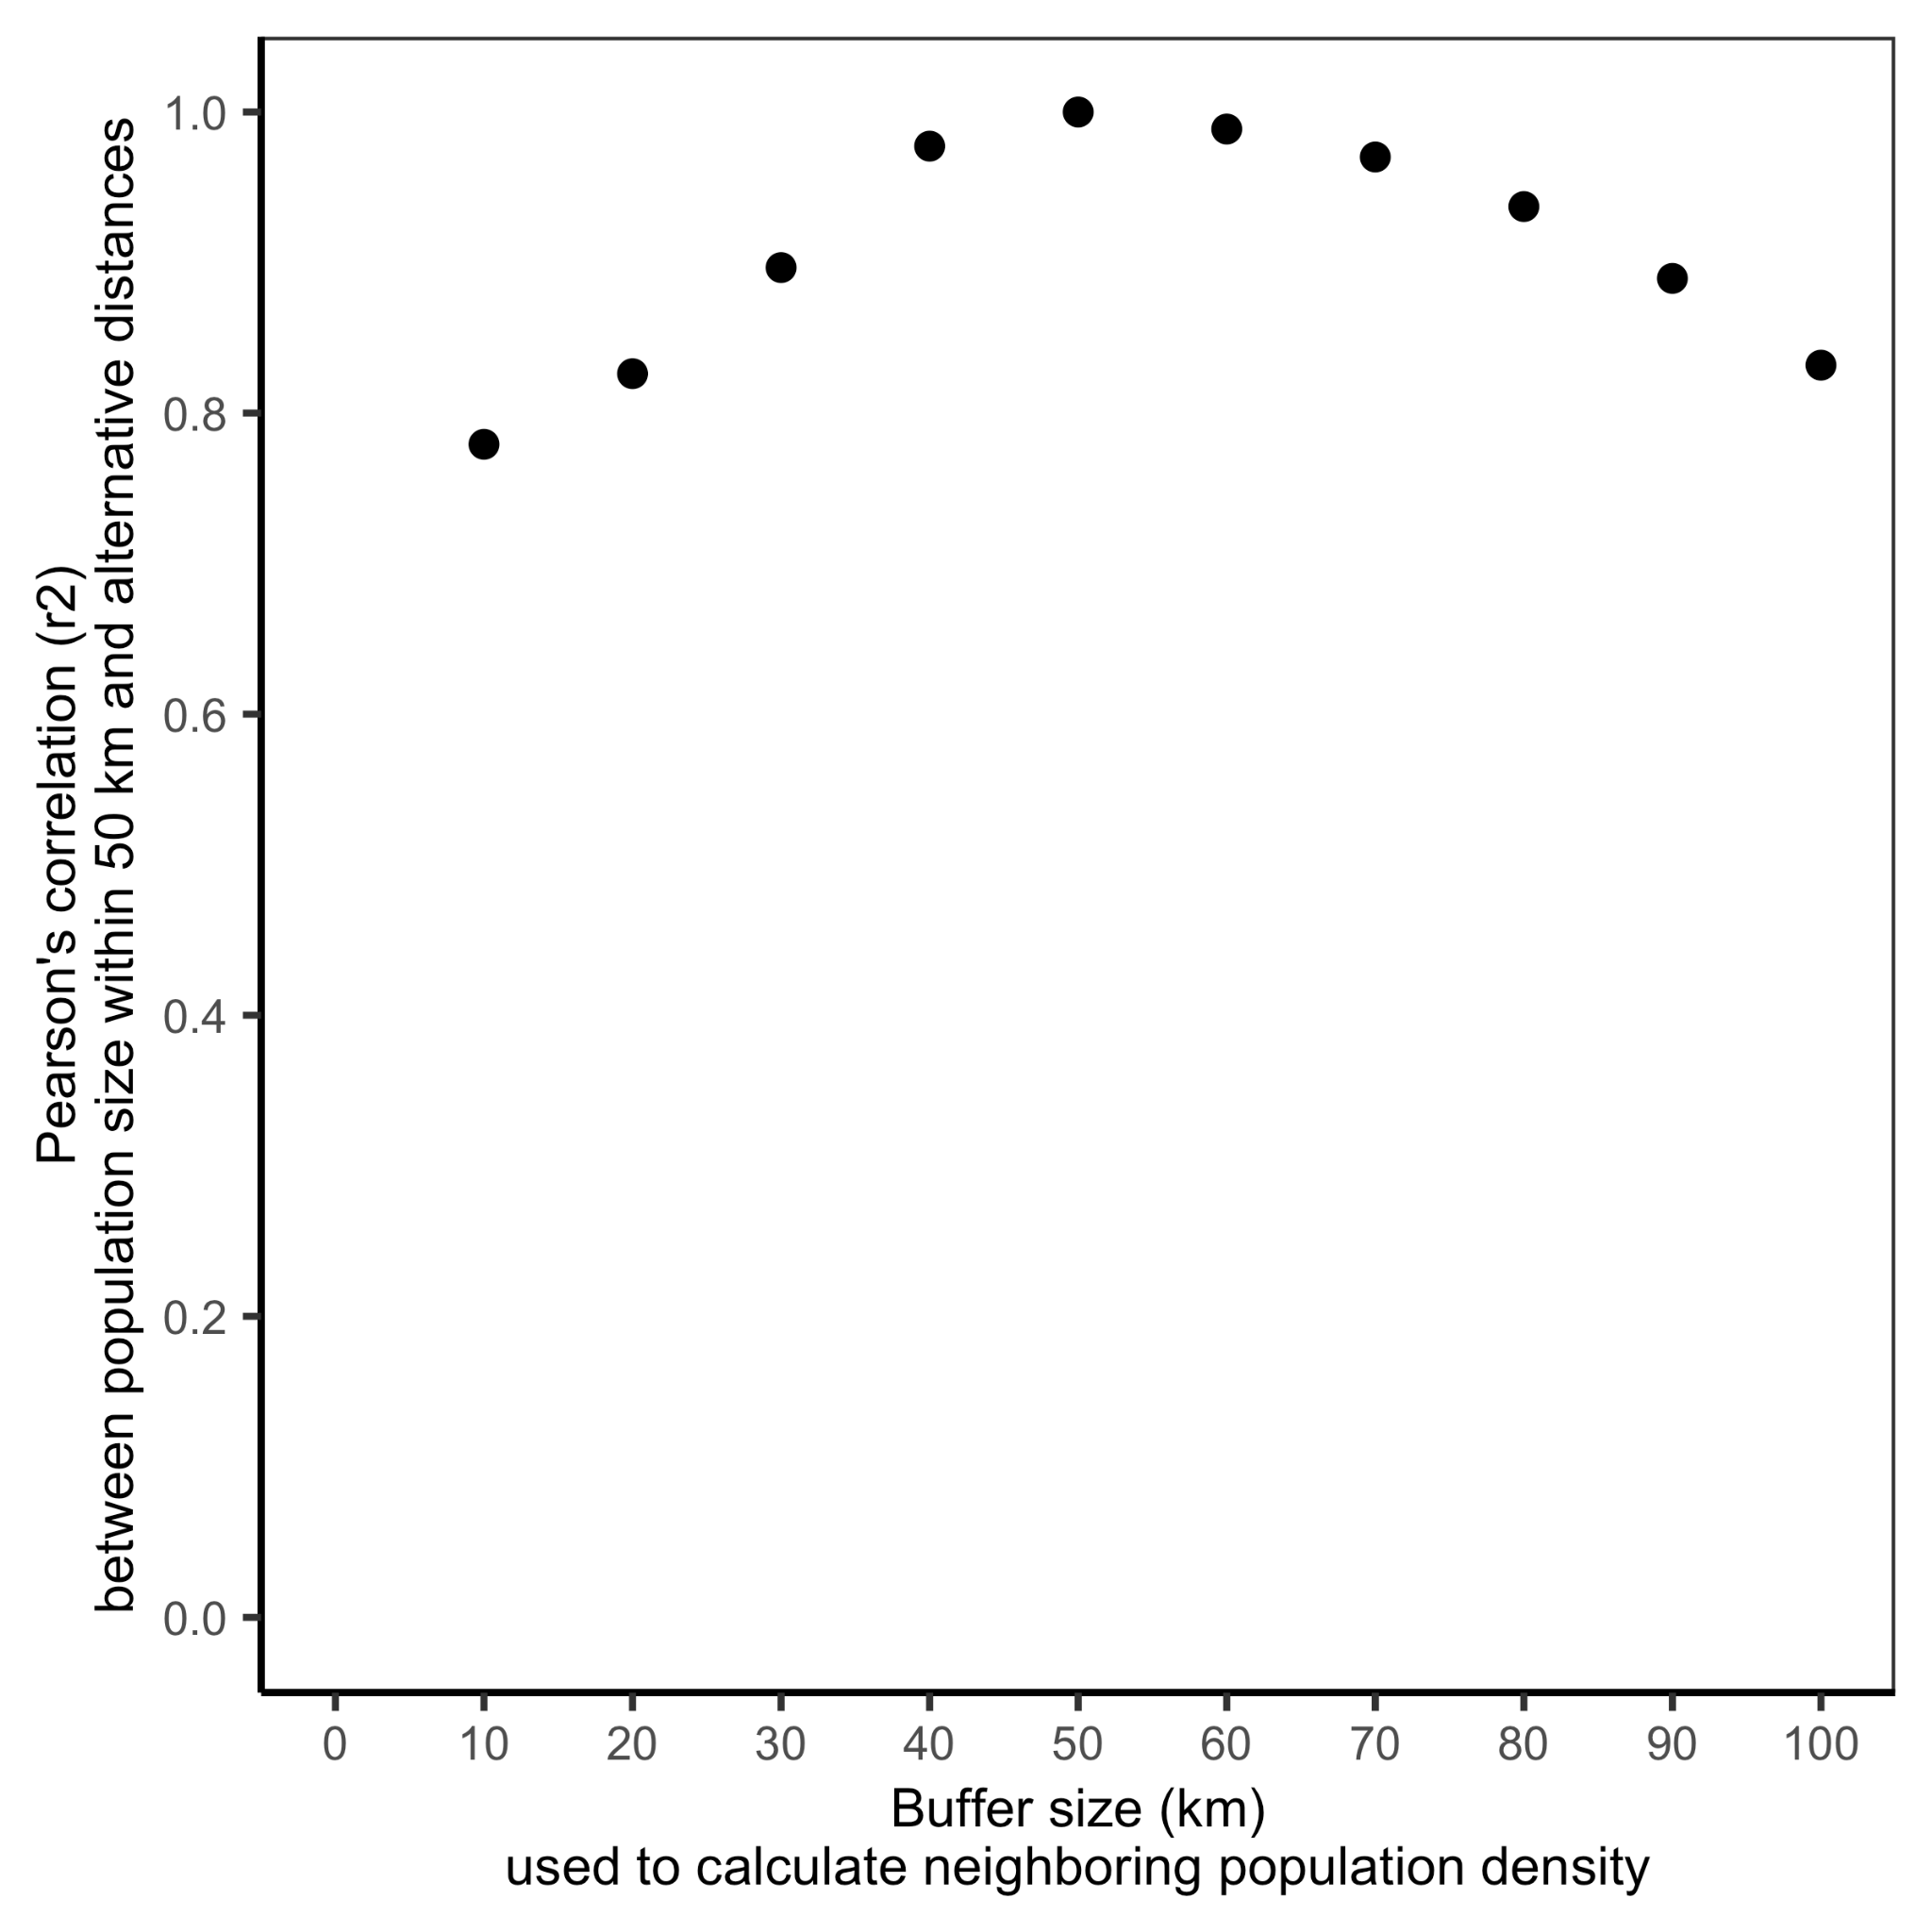 Pearson's correlation (r2)
between population size within 50 km and alternative distances
1.0
0.8
0.6
0.4
0.2
0.0
0 10 20 30 40 50 60 70 80 90 100
Buffer size (km)
used to calculate neighboring population density